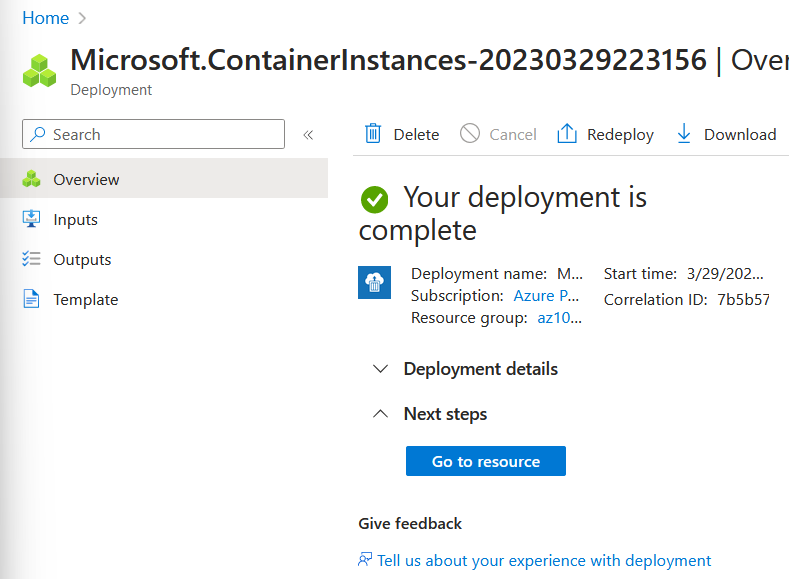 Home
Microsoft.ContainerInstances-20230329223156 | Over
Deployment
Search
Delete
Cancel
Redeploy
Download
Overview
Inputs
Outputs
Template
Your deployment is
complete
Deployment name: M...
Subscription: Azure P...
Resource group: az10...
Start time: 3/29/202...
Correlation ID: 7b5b57
Deployment details
Next steps
Go to resource
Give feedback
Tell us about your experience with deployment